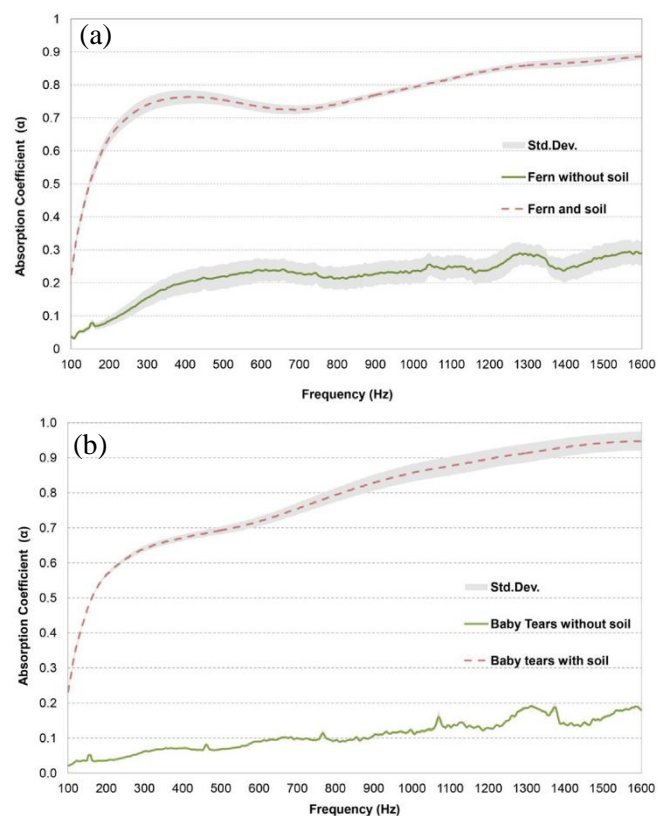 (a)
Absorption Coefficient (α)
1
0.9
0.8
0.7
0.6
0.5
0.4
0.3
0.2
0.1
0
Std.Dev.
Fern without soil
Fern and soil
100 200 300 400 500 600 700 800 900 1000 1100 1200 1300 1400 1500 1600
Frequency (Hz)
(b)
Absorption Coefficient (α)
1.0
0.9
0.8
0.7
0.6
0.5
0.4
0.3
0.2
0.1
0.0
Std.Dev.
Baby Tears without soil
Baby tears with soil
100 200 300 400 500 600 700 800 900 1000 1100 1200 1300 1400 1500 1600
Frequency (Hz)